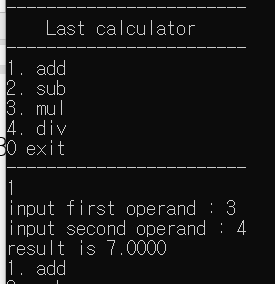 ------------------------
Last calculator
------------------------
1. add
2. sub
3. mul
4. div
0 exit
------------------------
1
input first operand : 3
input second operand : 4
result is 7.0000
1. add